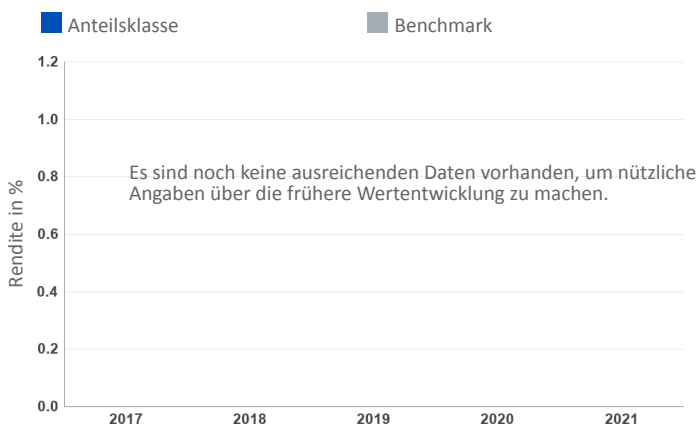 Anteilsklasse
Benchmark
1.2
1.0
Es sind noch keine ausreichenden Daten vorhanden, um nützliche
0.8
Angaben über die frühere Wertentwicklung zu machen.
Rendite in %
0.6
0.4
0.2
0.0
2017
2018
2019
2020
2021